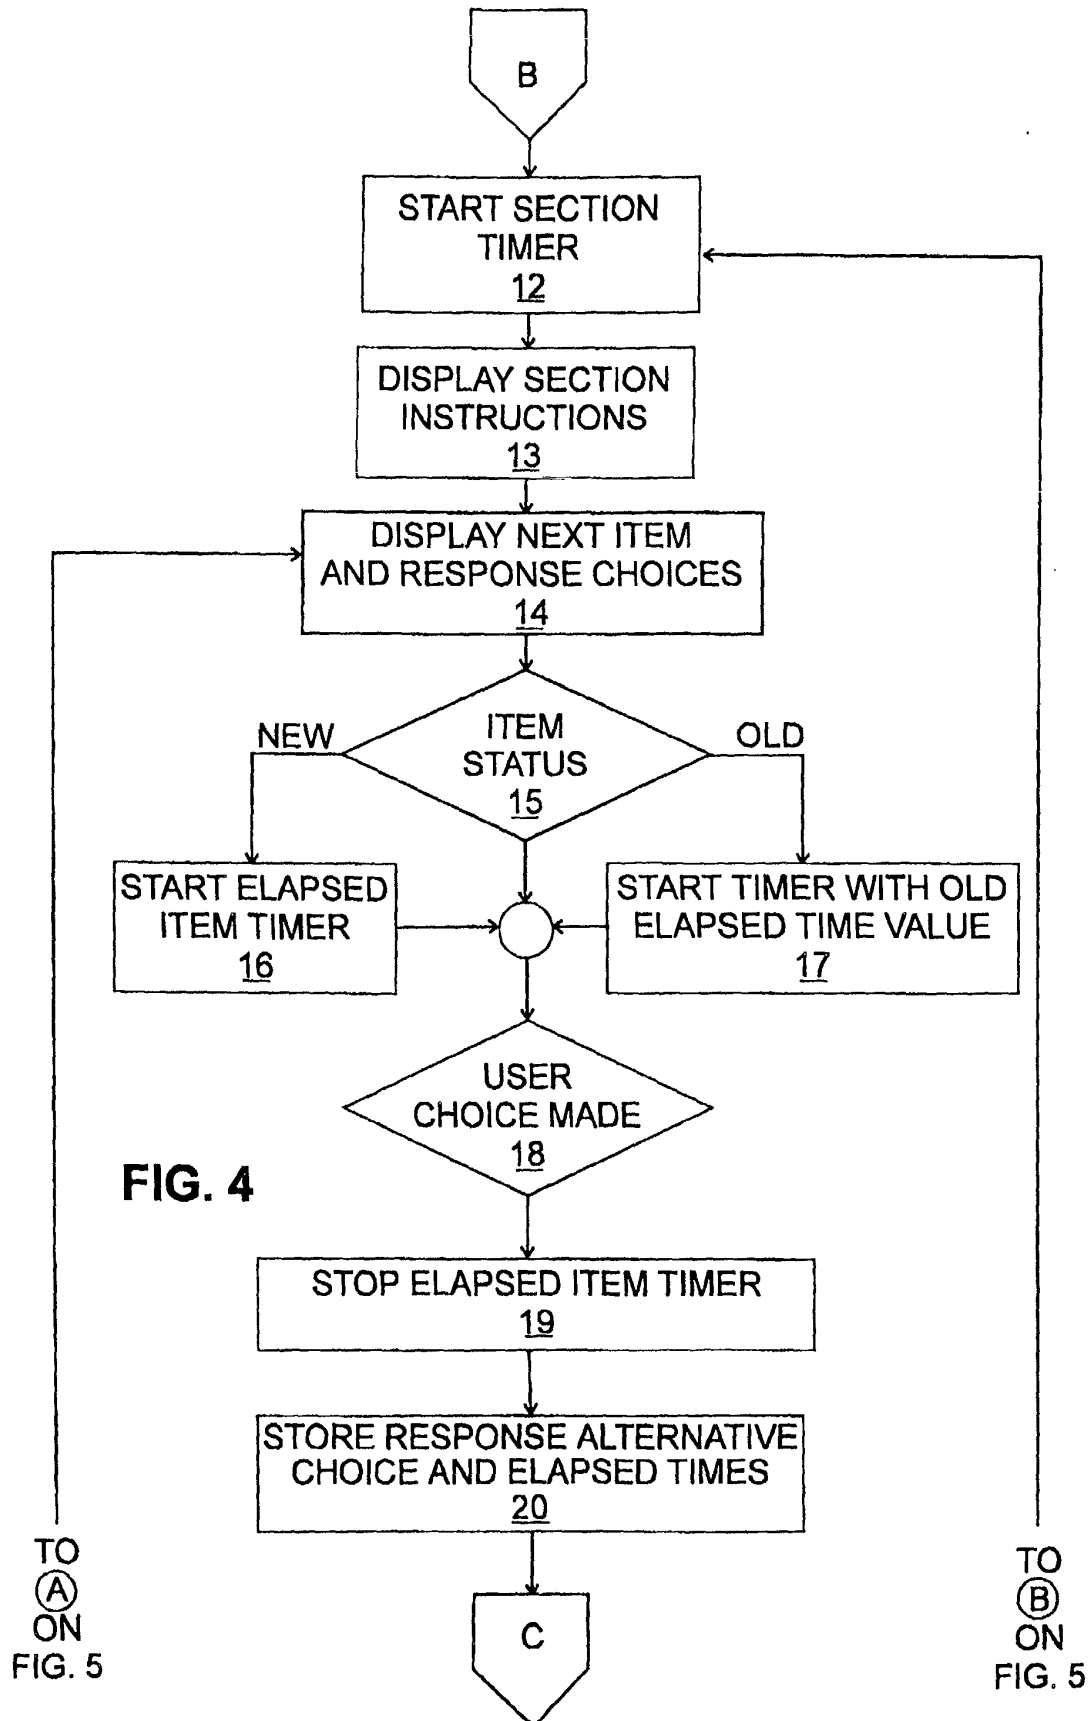 B
START SECTION
TIMER
12
DISPLAY SECTION
INSTRUCTIONS
13
DISPLAY NEXT ITEM
AND RESPONSE CHOICES
14
ITEM
STATUS
15
NEW
OLD
START ELAPSED
ITEM TIMER
16
START TIMER WITH OLD
ELAPSED TIME VALUE
17
USER
CHOICE MADE
18
FIG. 4
STOP ELAPSED ITEM TIMER
19
STORE RESPONSE ALTERNATIVE
CHOICE AND ELAPSED TIMES
20
C
TO
A
ON
FIG. 5
TO
B
ON
FIG. 5